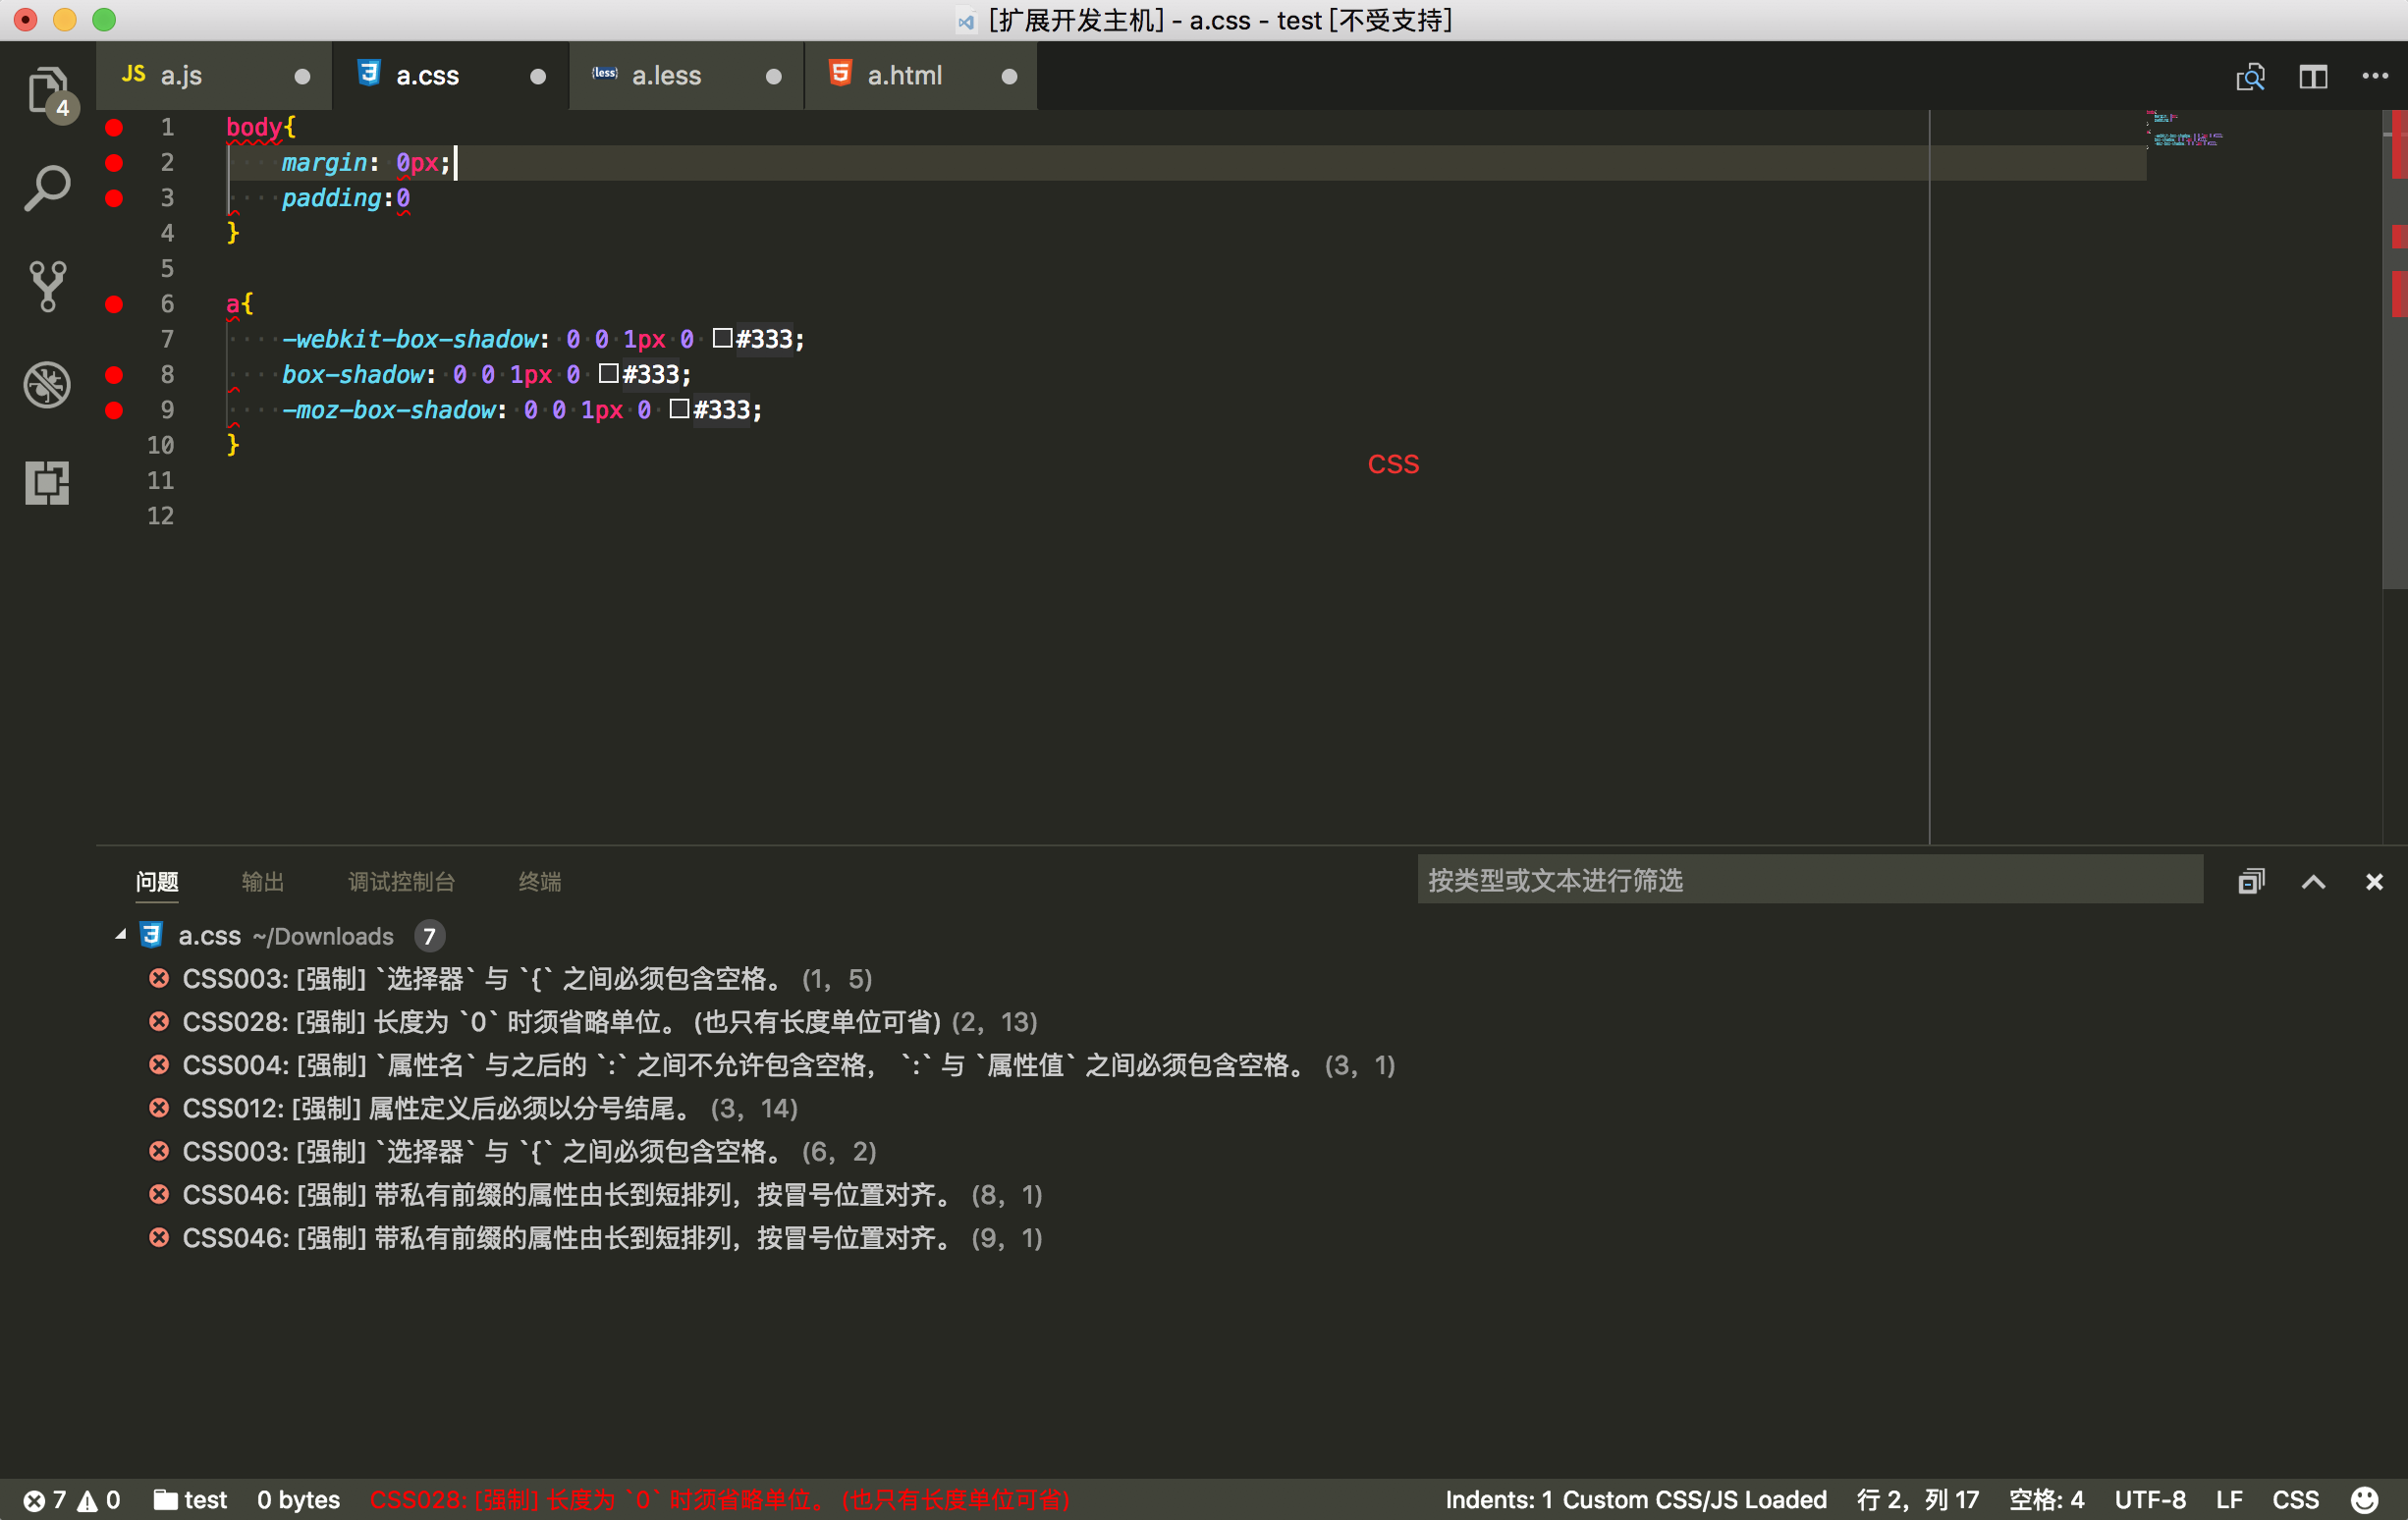 [扩展开发主机] - a.css - test [不受支持]
JS a.js
3 a.css
{less} a.less
5 a.html
4
1 body{
2 margin: 0px;
3 padding:0
4 }
5
6 a{
7 -webkit-box-shadow: 0 0 1px 0 #333;
8 box-shadow: 0 0 1px 0 #333;
9 -moz-box-shadow: 0 0 1px 0 #333;
10 }
11
12
CSS
问题 输出 调试控制台 终端
按类型或文本进行筛选
a.css ~/Downloads 7
CSS003: [强制] `选择器` 与 `{` 之间必须包含空格。 (1, 5)
CSS028: [强制] 长度为 `0` 时须省略单位。 (也只有长度单位可省) (2, 13)
CSS004: [强制] `属性名` 与之后的 `:` 之间不允许包含空格， `:` 与 `属性值` 之间必须包含空格。 (3, 1)
CSS012: [强制] 属性定义后必须以分号结尾。 (3, 14)
CSS003: [强制] `选择器` 与 `{` 之间必须包含空格。 (6, 2)
CSS046: [强制] 带私有前缀的属性由长到短排列，按冒号位置对齐。 (8, 1)
CSS046: [强制] 带私有前缀的属性由长到短排列，按冒号位置对齐。 (9, 1)
7 0 test 0 bytes CSS028: [强制] 长度为 `0` 时须省略单位。 (也只有长度单位可省) Indents: 1 Custom CSS/JS Loaded 行 2，列 17 空格: 4 UTF-8 LF CSS